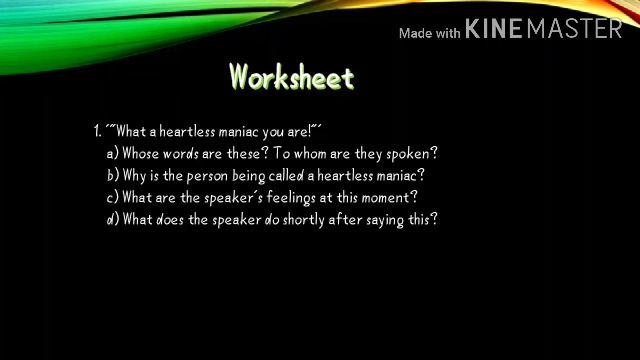 Made with KINEMASTER
Worksheet
1. '"What a heartless maniac you are!"'
a) Whose words are these? To whom are they spoken?
b) Why is the person being called a heartless maniac?
c) What are the speaker's feelings at this moment?
d) What does the speaker do shortly after saying this?